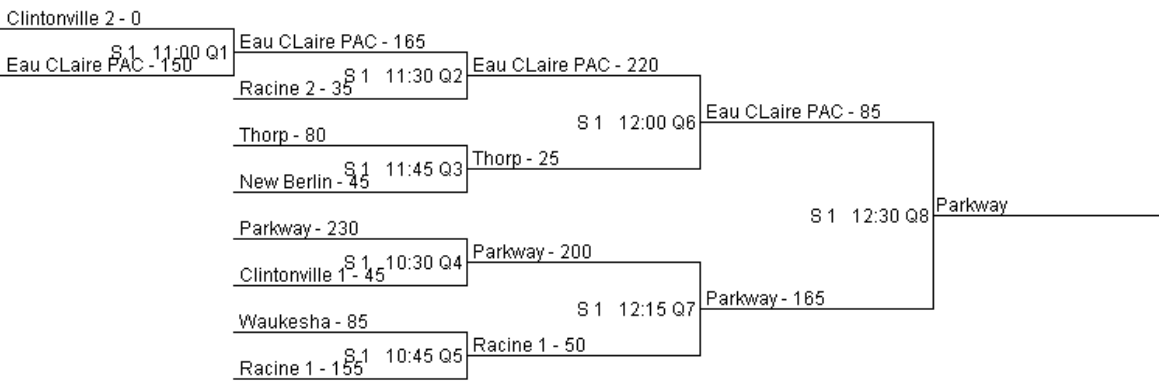 Clintonville 2 - 0
S 1 11:00 Q1
Eau CLaire PAC - 150
Eau CLaire PAC - 165
S 1 11:30 Q2
Racine 2 - 35
Eau CLaire PAC - 220
Thorp - 80
S 1 11:45 Q3
New Berlin - 45
Thorp - 25
S 1 12:00 Q6
Eau CLaire PAC - 85
Parkway - 230
S 1 10:30 Q4
Clintonville 1 - 45
Parkway - 200
Waukesha - 85
S 1 10:45 Q5
Racine 1 - 155
Racine 1 - 50
S 1 12:15 Q7
Parkway - 165
S 1 12:30 Q8
Parkway